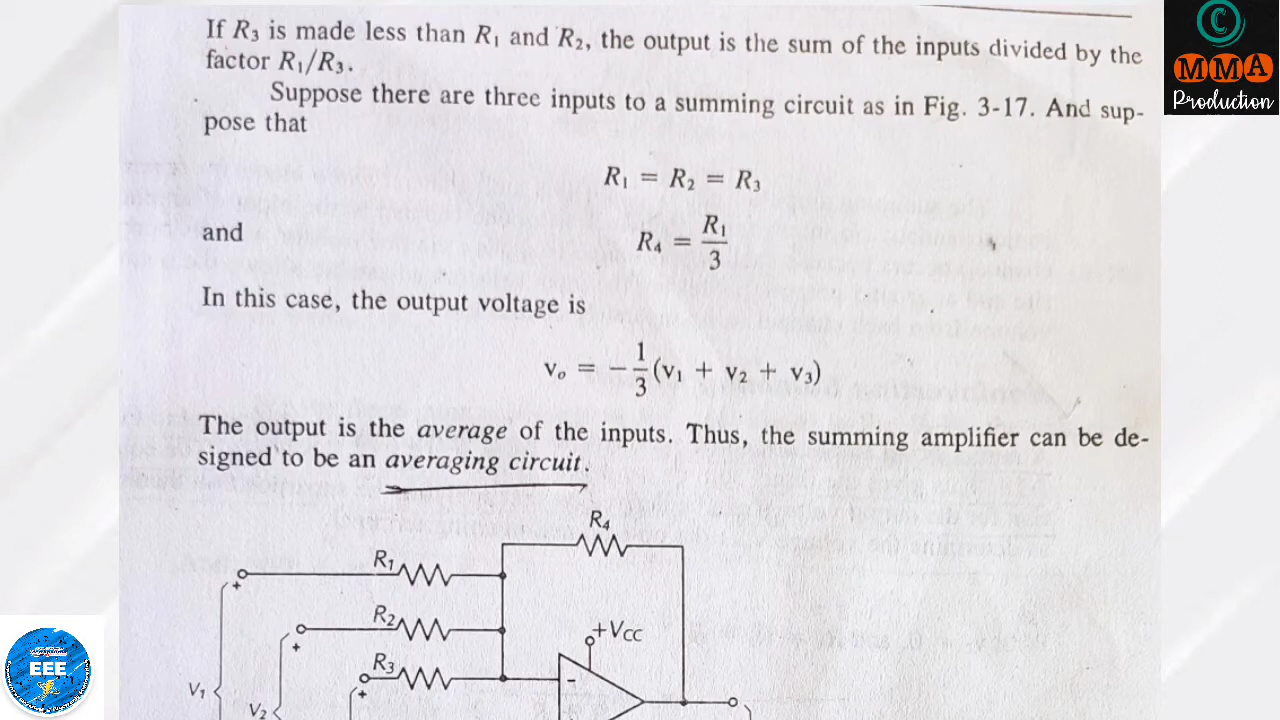 If R₃ is made less than R₁ and R₂, the output is the sum of the inputs divided by the
factor R₁/R₃.
Suppose there are three inputs to a summing circuit as in Fig. 3-17. And sup-
pose that
R₁ = R₂ = R₃
and R₄ = R₁/3
In this case, the output voltage is
vₒ = -1/3(v₁ + v₂ + v₃)
The output is the average of the inputs. Thus, the summing amplifier can be de-
signed to be an averaging circuit.
R₄
R₁
+
R₂
+
+VCC
R₃
+
-
V₁
V₂
C
MMA
Production
EEE